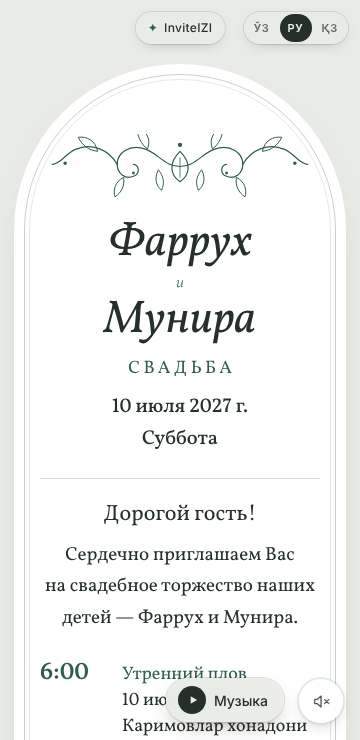 InviteIZI
ЎЗ РУ ҚЗ
Фаррух
и
Мунира
СВАДЬБА
10 июля 2027 г.
Суббота
Дорогой гость!
Сердечно приглашаем Вас
на свадебное торжество наших
детей — Фаррух и Мунира.
6:00 Утренний плов
10 ию
Музыка
Каримовлар хонадони